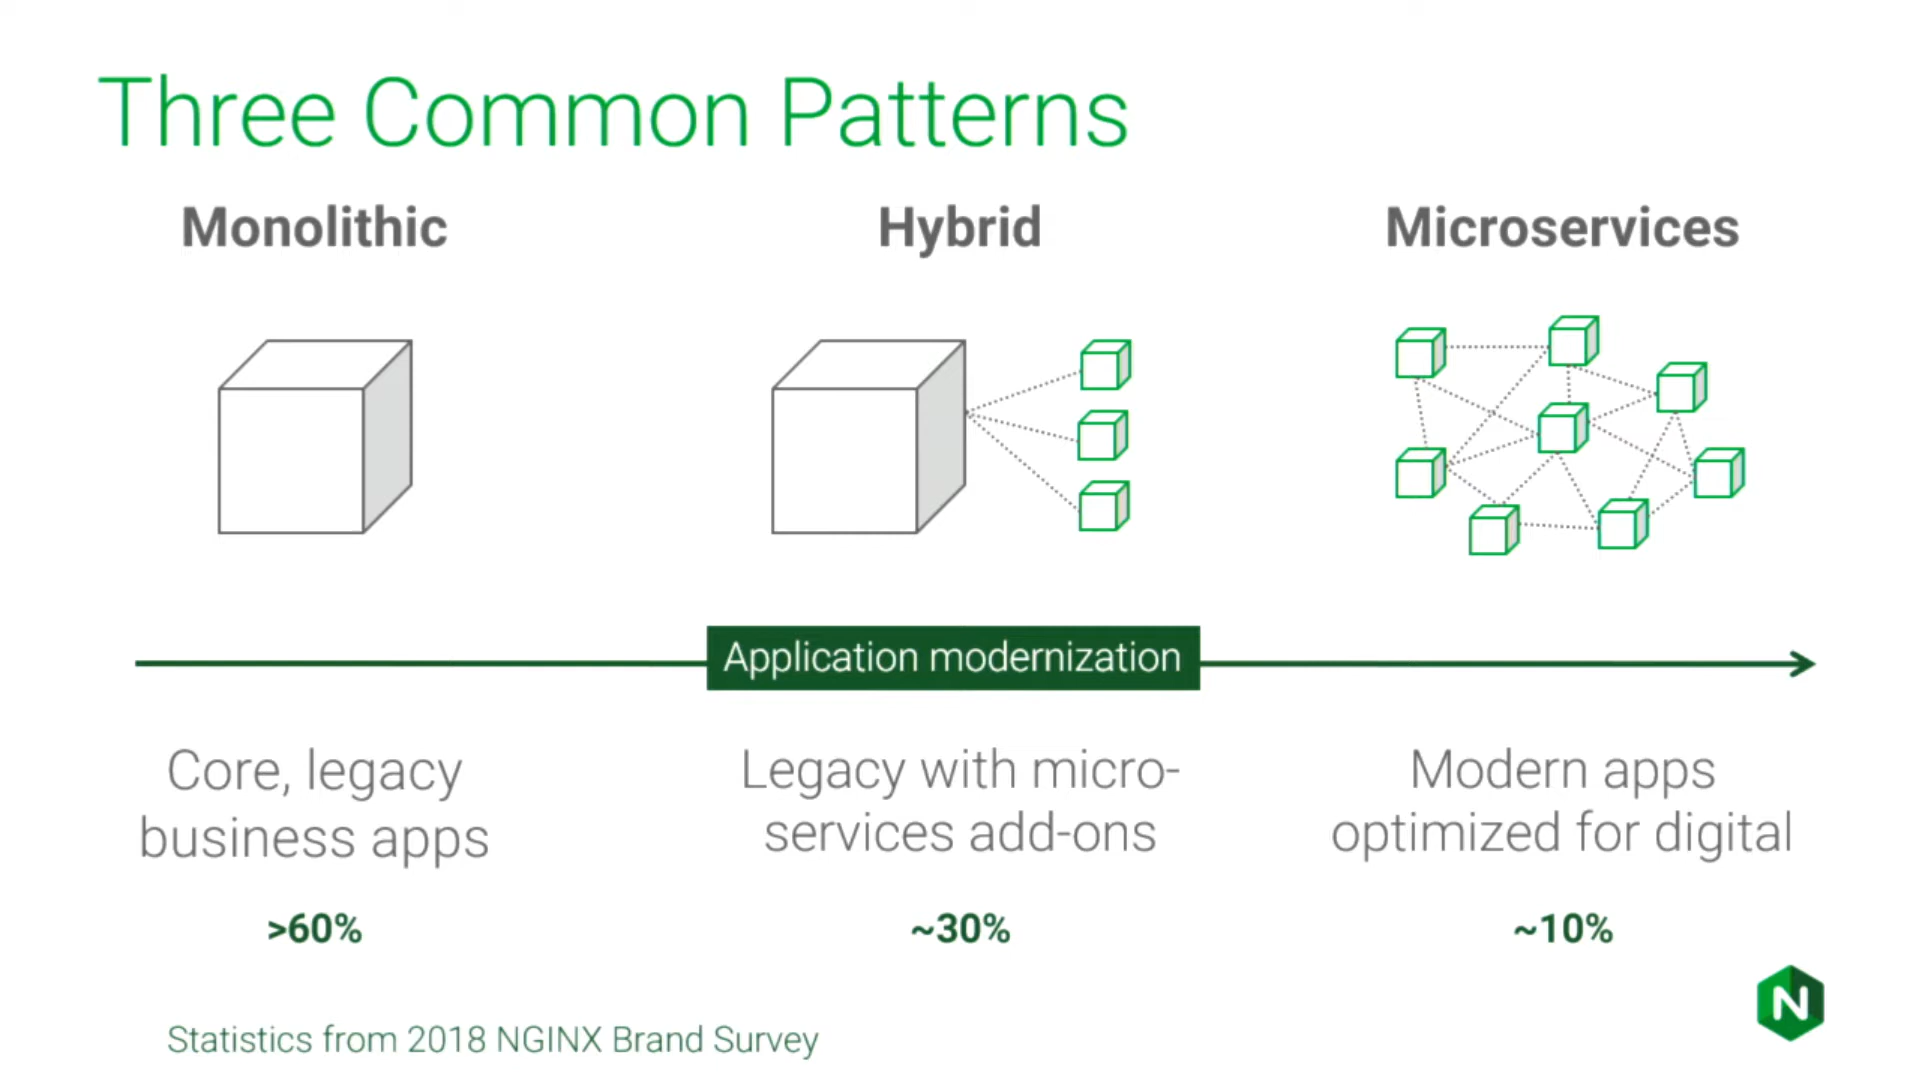 Three Common Patterns
Monolithic
Hybrid
Microservices
Application modernization
Core, legacy
business apps
>60%
Legacy with micro-
services add-ons
~30%
Modern apps
optimized for digital
~10%
N
Statistics from 2018 NGINX Brand Survey